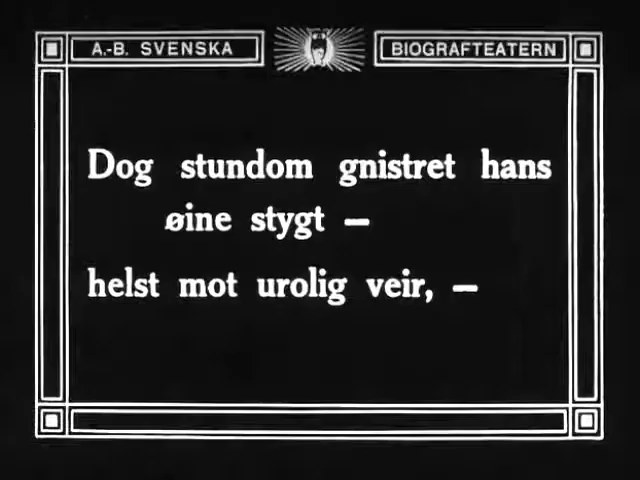 A.-B. SVENSKA BIOGRAFTEATERN
Dog stundom gnistret hans
øine stygt –
helst mot urolig veir, –